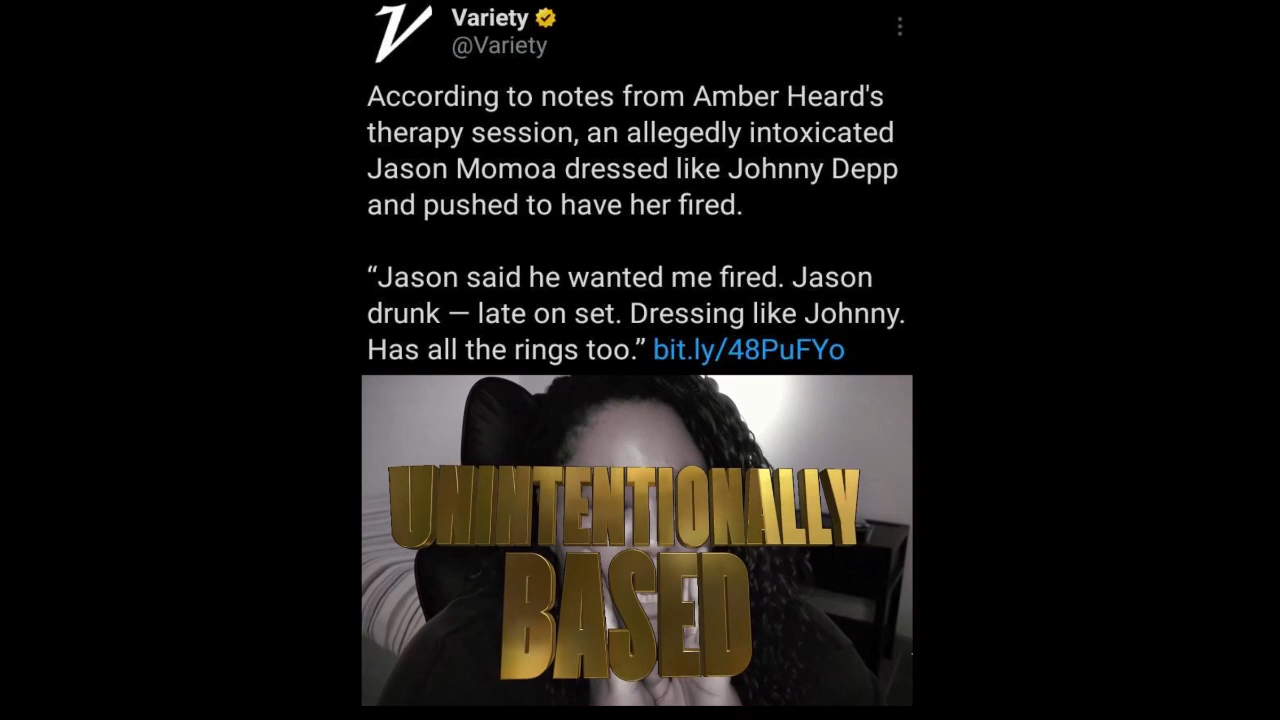 Variety
@Variety
According to notes from Amber Heard's
therapy session, an allegedly intoxicated
Jason Momoa dressed like Johnny Depp
and pushed to have her fired.
“Jason said he wanted me fired. Jason
drunk — late on set. Dressing like Johnny.
Has all the rings too.” bit.ly/48PuFYo
UNINTENTIONALLY
BASED